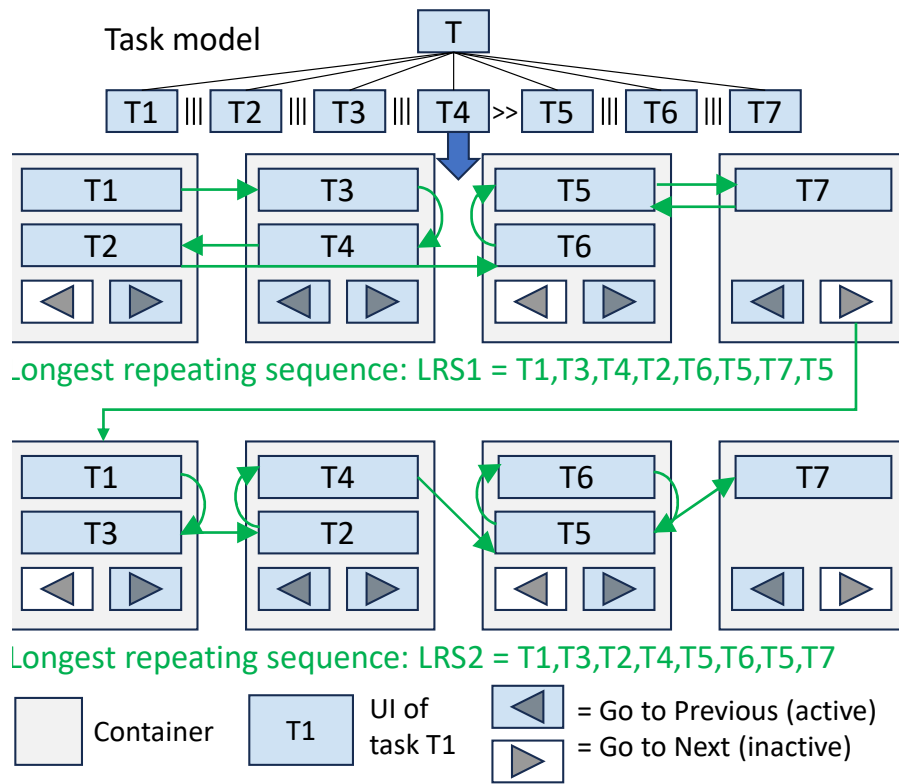 Task model
T
T1 ||| T2 ||| T3 ||| T4 >> T5 ||| T6 ||| T7
T1 T3 T5 T7
T2 T4 T6
Longest repeating sequence: LRS1 = T1,T3,T4,T2,T6,T5,T7,T5
T1 T4 T6 T7
T3 T2 T5
Longest repeating sequence: LRS2 = T1,T3,T2,T4,T5,T6,T5,T7
Container
T1
UI of
task T1
= Go to Previous (active)
= Go to Next (inactive)